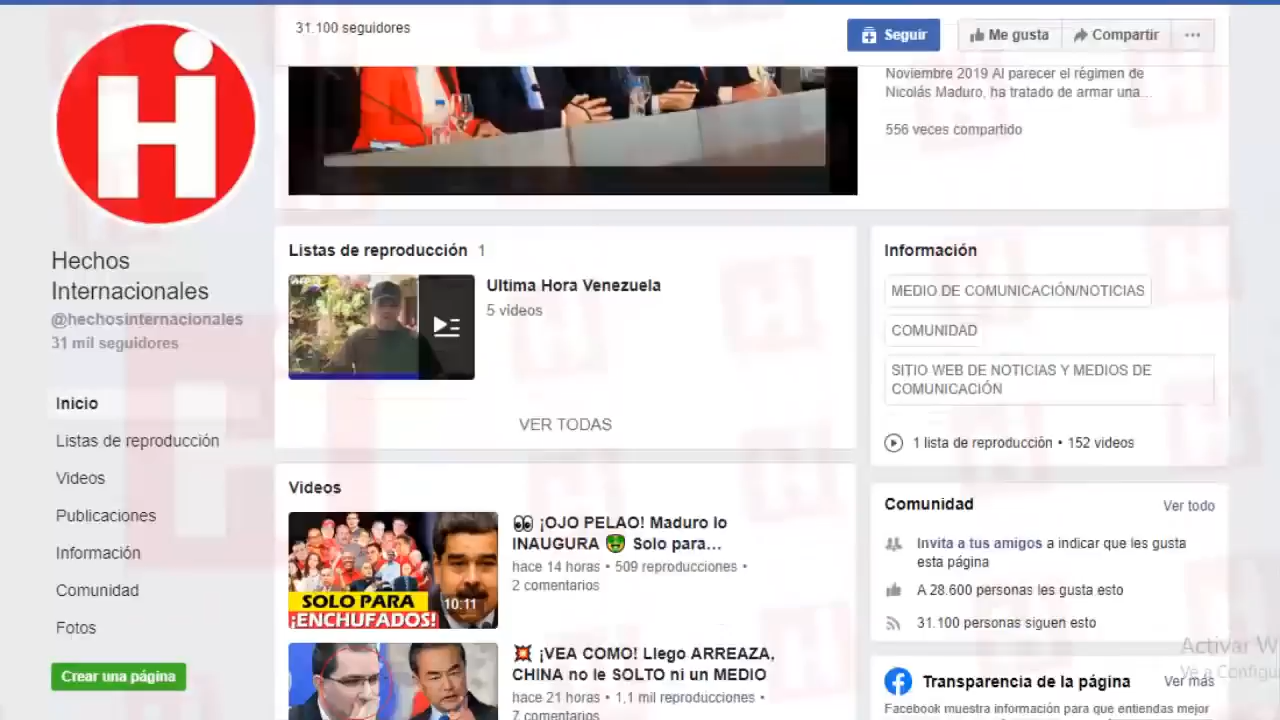 31.100 seguidores
Seguir
Me gusta
Compartir
Noviembre 2019 Al parecer el régimen de
Nicolás Maduro, ha tratado de armar una...
556 veces compartido
Hi
Hechos
Internacionales
@hechosinternacionales
31 mil seguidores
Inicio
Listas de reproducción
Videos
Publicaciones
Información
Comunidad
Fotos
Crear una página
Listas de reproducción 1
Ultima Hora Venezuela
5 videos
VER TODAS
Videos
SOLO PARA
¡ENCHUFADOS!
10:11
👀 ¡OJO PELAO! Maduro lo
INAUGURA 🤑 Solo para...
hace 14 horas • 509 reproducciones •
2 comentarios
💥 ¡VEA COMO! Llego ARREAZA,
CHINA no le SOLTO ni un MEDIO
hace 21 horas • 1,1 mil reproducciones •
7 comentarios
Información
MEDIO DE COMUNICACIÓN/NOTICIAS
COMUNIDAD
SITIO WEB DE NOTICIAS Y MEDIOS DE
COMUNICACIÓN
1 lista de reproducción • 152 videos
Comunidad
Ver todo
Invita a tus amigos a indicar que les gusta
esta página
A 28.600 personas les gusta esto
31.100 personas siguen esto
Transparencia de la página
Ver más
Facebook muestra información para que entiendas mejor
Activar W
Ve a Configu